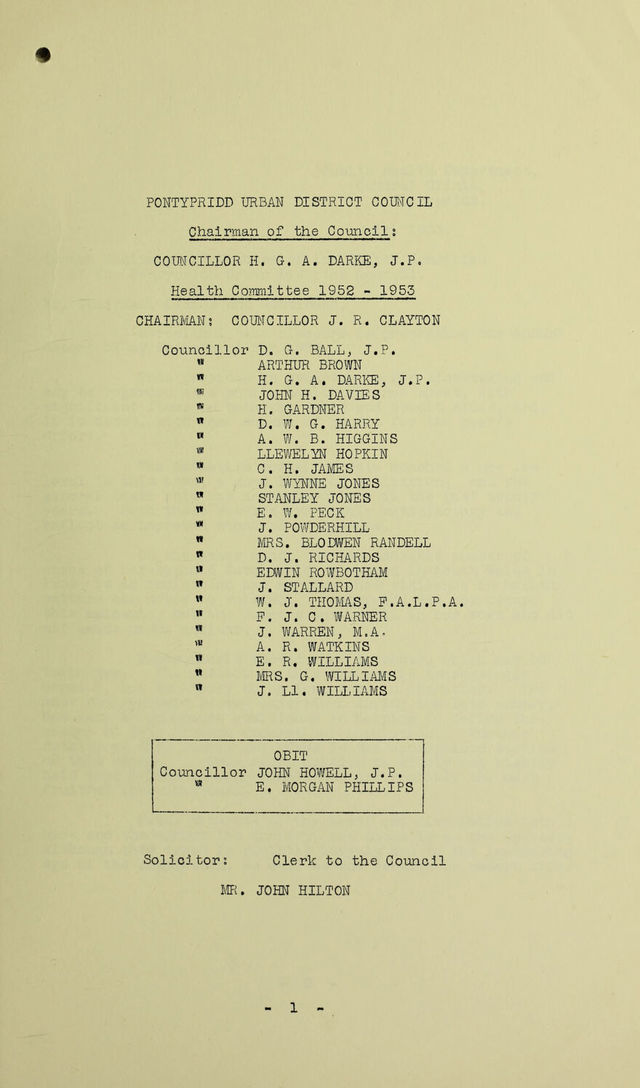 PONTYPRIDD URBAN DISTRICT COUNCIL
Chairman of the Council:
COUNCILLOR H. G. A. DARKE, J.P.
Health Committee 1952 - 1953
CHAIRMAN: COUNCILLOR J. R. CLAYTON
Councillor D. G. BALL, J.P.
" ARTHUR BROWN
" H. G. A. DARKE, J.P.
" JOHN H. DAVIES
" H. GARDNER
" D. W. G. HARRY
" A. W. B. HIGGINS
" LLEWELYN HOPKIN
" C. H. JAMES
" J. WYNNE JONES
" STANLEY JONES
" E. W. PECK
" J. POWDERHILL
" MRS. BLODWEN RANDELL
" D. J. RICHARDS
" EDWIN ROWBOTHAM
" J. STALLARD
" W. J. THOMAS, F.A.L.P.A.
" F. J. C. WARNER
" J. WARREN, M.A.
" A. R. WATKINS
" E. R. WILLIAMS
" MRS. G. WILLIAMS
" J. Ll. WILLIAMS
OBIT
Councillor JOHN HOWELL, J.P.
" E. MORGAN PHILLIPS
Solicitor: Clerk to the Council
MR. JOHN HILTON
- 1 -